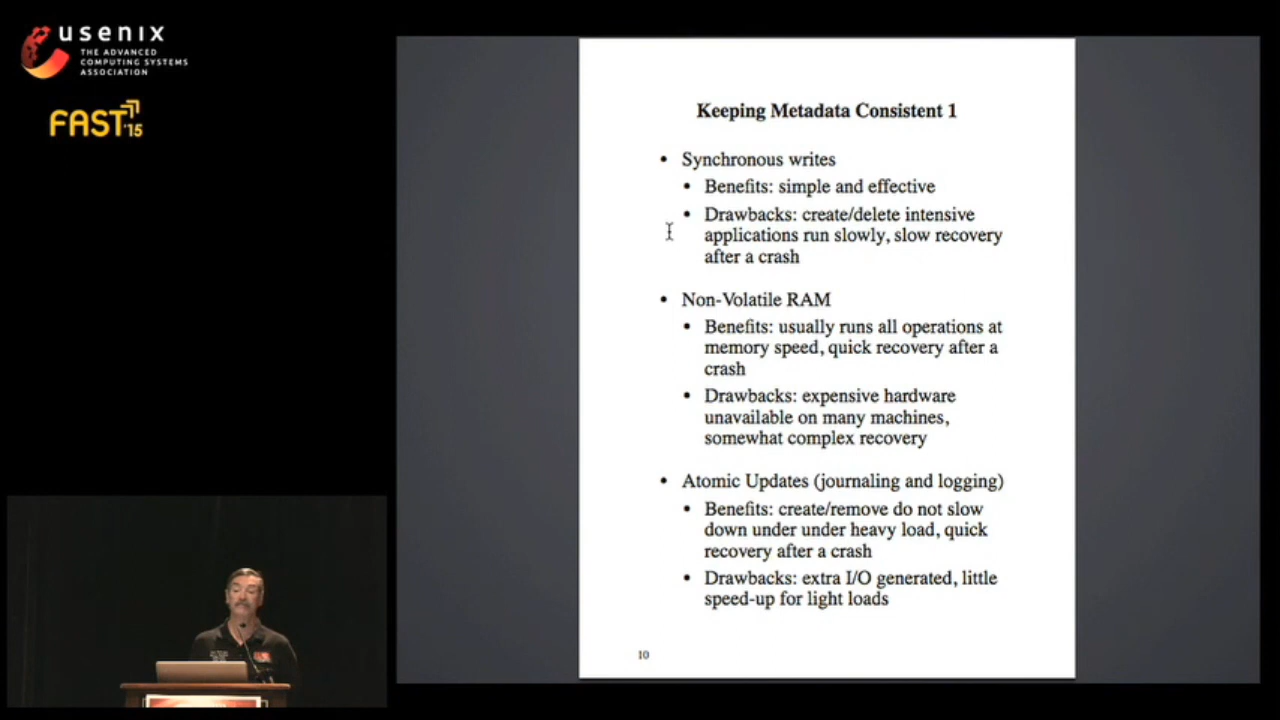 usenix
THE ADVANCED
COMPUTING SYSTEMS
ASSOCIATION
FAST '15
Keeping Metadata Consistent 1
• Synchronous writes
• Benefits: simple and effective
• Drawbacks: create/delete intensive
applications run slowly, slow recovery
after a crash
• Non-Volatile RAM
• Benefits: usually runs all operations at
memory speed, quick recovery after a
crash
• Drawbacks: expensive hardware
unavailable on many machines,
somewhat complex recovery
• Atomic Updates (journaling and logging)
• Benefits: create/remove do not slow
down under under heavy load, quick
recovery after a crash
• Drawbacks: extra I/O generated, little
speed-up for light loads
10